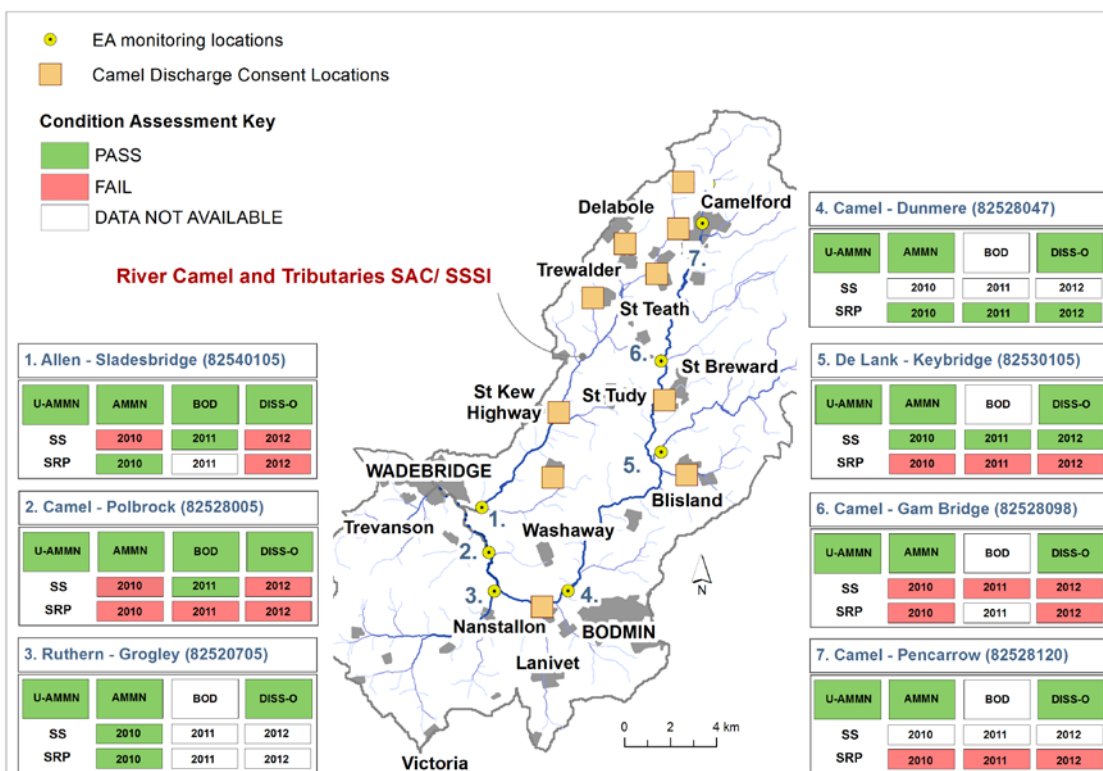 EA monitoring locations
Camel Discharge Consent Locations
Condition Assessment Key
PASS
FAIL
DATA NOT AVAILABLE
River Camel and Tributaries SAC/ SSSI
Delabole
Camelford
Trewalder
7.
St Teath
6.
St Breward
St Kew
Highway
St Tudy
5.
WADEBRIDGE
Blisland
1.
Trevanson
Washaway
2.
3.
4.
N
Nanstallon
BODMIN
Lanivet
0 2 4 km
Victoria
1. Allen - Sladesbridge (82540105)
U-AMMN AMMN BOD DISS-O
SS 2010 2011 2012
SRP 2010 2011 2012
2. Camel - Polbrock (82528005)
U-AMMN AMMN BOD DISS-O
SS 2010 2011 2012
SRP 2010 2011 2012
3. Ruthern - Grogley (82520705)
U-AMMN AMMN BOD DISS-O
SS 2010 2011 2012
SRP 2010 2011 2012
4. Camel - Dunmere (82528047)
U-AMMN AMMN BOD DISS-O
SS 2010 2011 2012
SRP 2010 2011 2012
5. De Lank - Keybridge (82530105)
U-AMMN AMMN BOD DISS-O
SS 2010 2011 2012
SRP 2010 2011 2012
6. Camel - Gam Bridge (82528098)
U-AMMN AMMN BOD DISS-O
SS 2010 2011 2012
SRP 2010 2011 2012
7. Camel - Pencarrow (82528120)
U-AMMN AMMN BOD DISS-O
SS 2010 2011 2012
SRP 2010 2011 2012